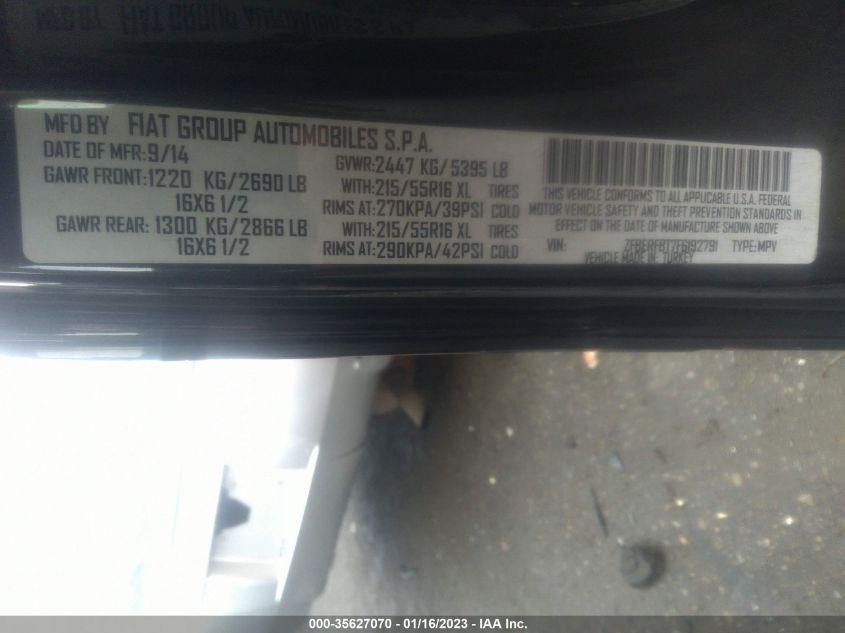 MFD BY FIAT GROUP AUTOMOBILES S.P.A.
DATE OF MFR:9/14
GVWR:2447 KG/5395 LB
GAWR FRONT:1220 KG/2690 LB
WITH:215/55R16 XL TIRES
16X6 1/2
RIMS AT:270KPA/39PSI COLD
GAWR REAR: 1300 KG/2866 LB
WITH:215/55R16 XL TIRES
16X6 1/2
RIMS AT:290KPA/42PSI COLD
THIS VEHICLE CONFORMS TO ALL APPLICABLE U.S.A. FEDERAL
MOTOR VEHICLE SAFETY AND THEFT PREVENTION STANDARDS IN
EFFECT ON THE DATE OF MANUFACTURE SHOWN ABOVE.
VIN: TYPE:MPV
VEHICLE MADE IN: TURKEY
000-35627070 - 01/16/2023 - IAA Inc.